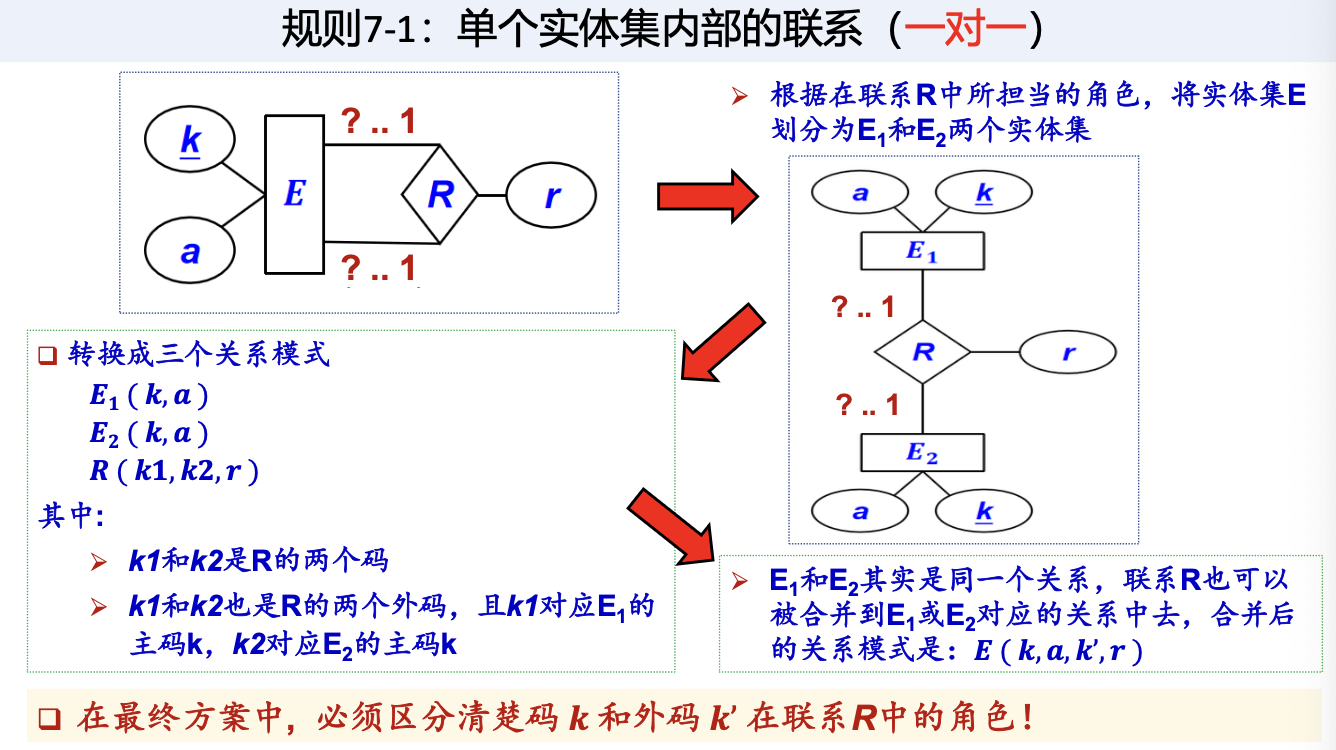 规则7-1：单个实体集内部的联系（一对一）
k
a
E
? .. 1
? .. 1
R
r
➢ 根据在联系R中所担当的角色，将实体集E
划分为E₁和E₂两个实体集
a
k
E₁
? .. 1
R
r
? .. 1
E₂
a
k
❑ 转换成三个关系模式
E₁ ( k, a )
E₂ ( k, a )
R ( k1, k2, r )
其中:
➢ k1和k2是R的两个码
➢ k1和k2也是R的两个外码，且k1对应E₁的
主码k，k2对应E₂的主码k
➢ E₁和E₂其实是同一个关系，联系R也可以
被合并到E₁或E₂对应的关系中去，合并后
的关系模式是：E ( k, a, k′, r )
❑ 在最终方案中，必须区分清楚码 k 和外码 k′ 在联系R中的角色！